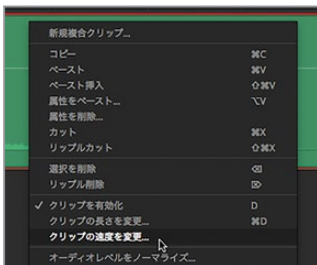 新規複合クリップ...
コピー ⌘C
ペースト ⌘V
ペースト挿入 ⇧⌘V
属性をペースト... ⌥V
属性を削除...
カット ⌘X
リップルカット ⇧⌘X
選択を削除 ⌫
リップル削除 ⌦
✓ クリップを有効化 D
クリップの長さを変更... ⌘D
クリップの速度を変更...
オーディオレベルをノーマライズ...